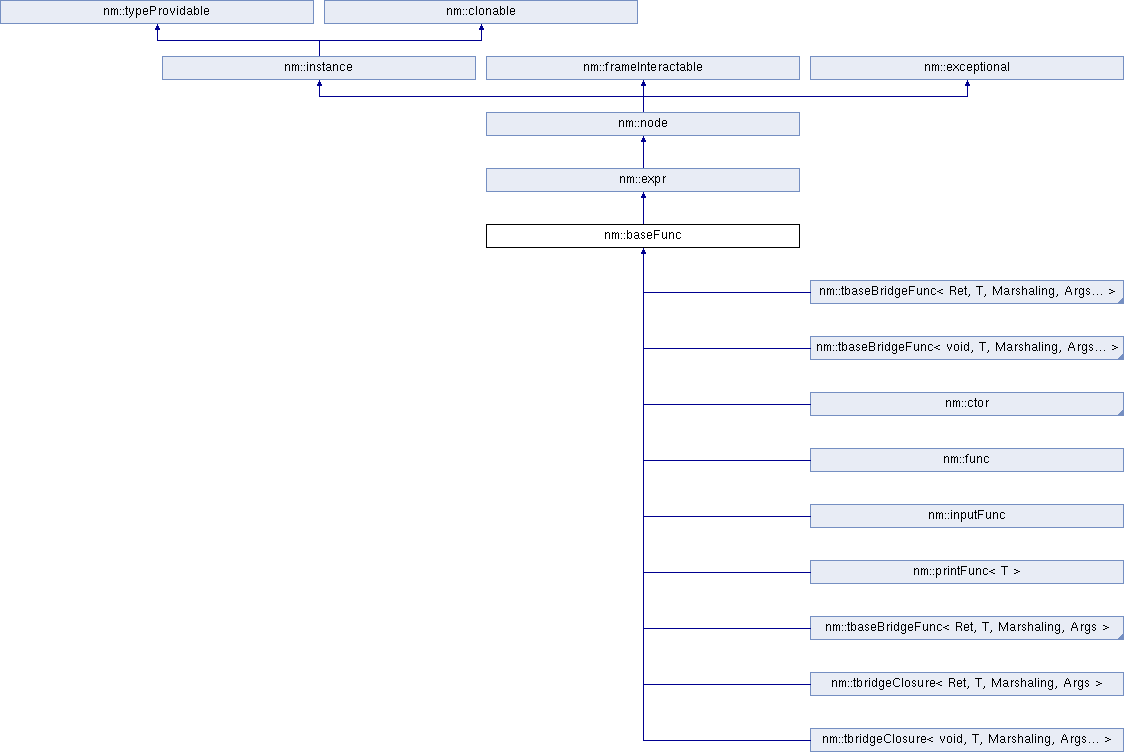 nm::typeProvidable
nm::clonable
nm::instance
nm::frameInteractable
nm::exceptional
nm::node
nm::expr
nm::baseFunc
nm::tbaseBridgeFunc< Ret, T, Marshaling, Args... >
nm::tbaseBridgeFunc< void, T, Marshaling, Args... >
nm::ctor
nm::func
nm::inputFunc
nm::printFunc< T >
nm::tbaseBridgeFunc< Ret, T, Marshaling, Args >
nm::tbridgeClosure< Ret, T, Marshaling, Args >
nm::tbridgeClosure< void, T, Marshaling, Args... >